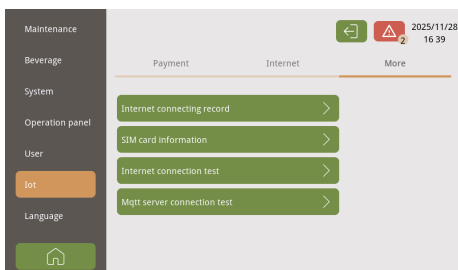 Maintenance
Beverage
System
Operation panel
User
Iot
Language
2
2025/11/28
16 39
Payment
Internet
More
Internet connecting record
SIM card information
Internet connection test
Mqtt server connection test